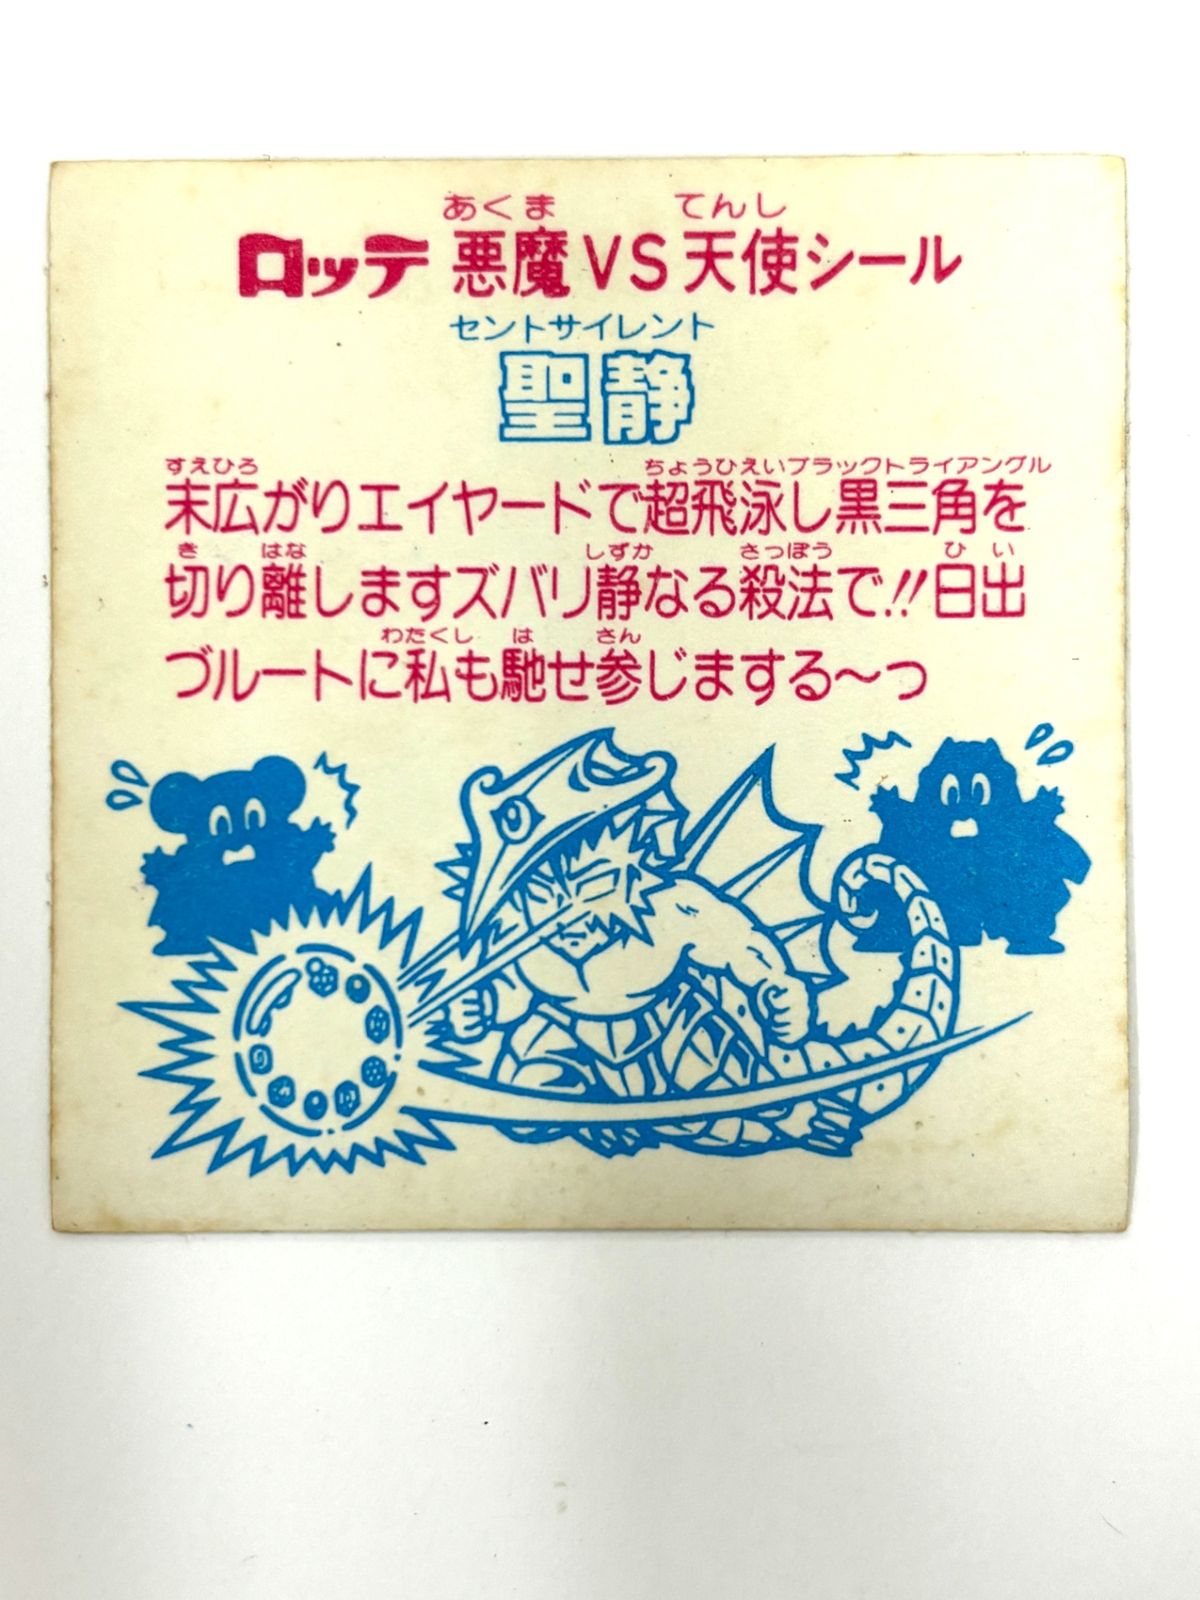 あくま てんし
ロッテ 悪魔VS天使シール
セントサイレント
聖静
すえひろ ちょうひえいブラックトライアングル
末広がりエイヤードで超飛泳し黒三角を
き はな しずか さっぽう ひい
切り離しますズバリ静なる殺法で!!日出
わたくし は さん
づルートに私も馳せ参じまする〜っ